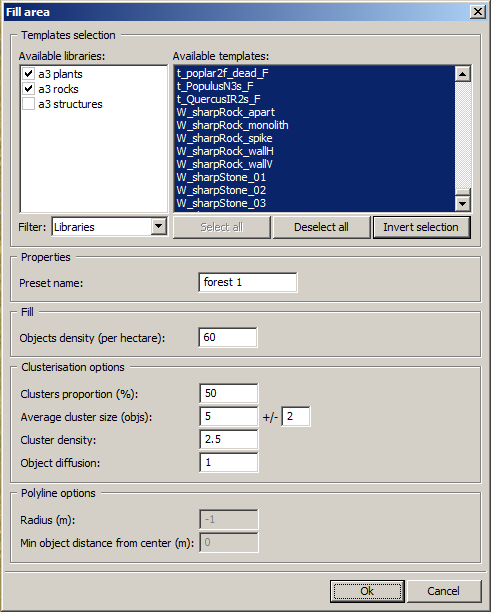 Fill area
Templates selection
Available libraries:
Available templates:
a3 plants
a3 rocks
a3 structures
t_poplar2f_dead_F
t_PopulusN3s_F
t_QuercusIR2s_F
W_sharpRock_apart
W_sharpRock_monolith
W_sharpRock_spike
W_sharpRock_wallH
W_sharpRock_wallV
W_sharpStone_01
W_sharpStone_02
W_sharpStone_03
Filter: Libraries
Select all
Deselect all
Invert selection
Properties
Preset name: forest 1
Fill
Objects density (per hectare): 60
Clusterisation options
Clusters proportion (%): 50
Average cluster size (objs): 5 +/- 2
Cluster density: 2.5
Object diffusion: 1
Polyline options
Radius (m): -1
Min object distance from center (m): 0
Ok
Cancel